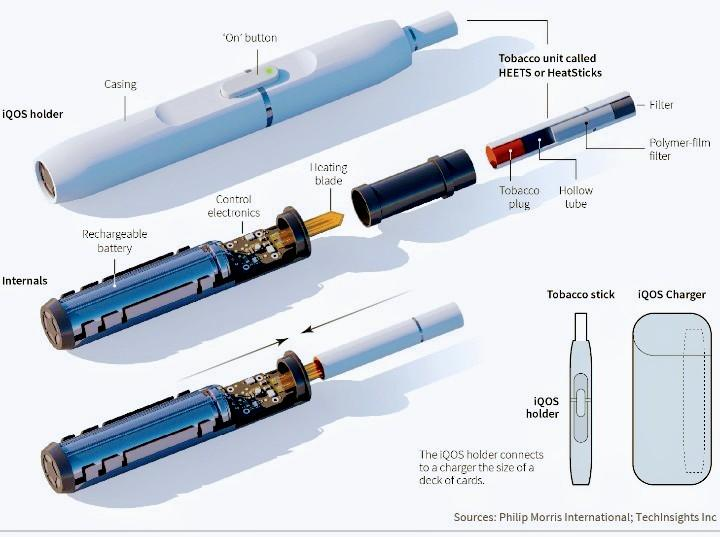 'On' button
Casing
iQOS holder
Tobacco unit called
HEETS or HeatSticks
Filter
Polymer-film
filter
Tobacco
plug
Hollow
tube
Heating
blade
Control
electronics
Rechargeable
battery
Internals
Tobacco stick
iQOS Charger
iQOS
holder
The iQOS holder connects
to a charger the size of a
deck of cards.
Sources: Philip Morris International; TechInsights Inc